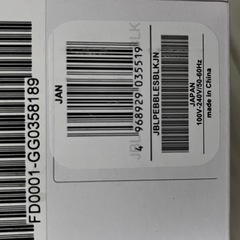 JAN
4 968929 035519
JBLPEBBLESBLKJN
JAPAN
100V-240V/50-60Hz
made in China
FD0001-GG0358189